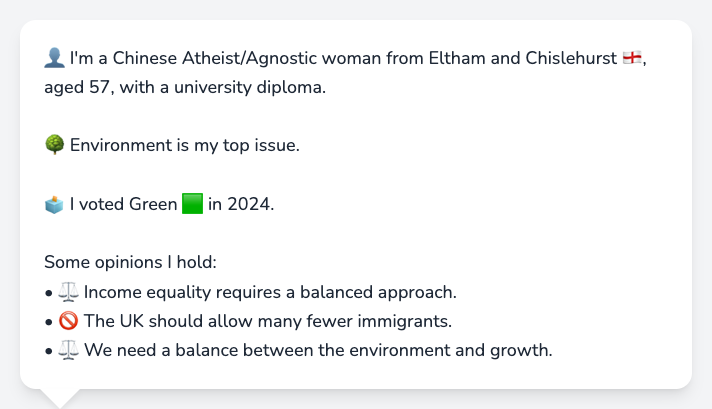 👤 I'm a Chinese Atheist/Agnostic woman from Eltham and Chislehurst 🏴󠁧󠁢󠁥󠁮󠁧󠁿,
aged 57, with a university diploma.
🌳 Environment is my top issue.
🗳️ I voted Green 🟩 in 2024.
Some opinions I hold:
• ⚖️ Income equality requires a balanced approach.
• 🚫 The UK should allow many fewer immigrants.
• ⚖️ We need a balance between the environment and growth.